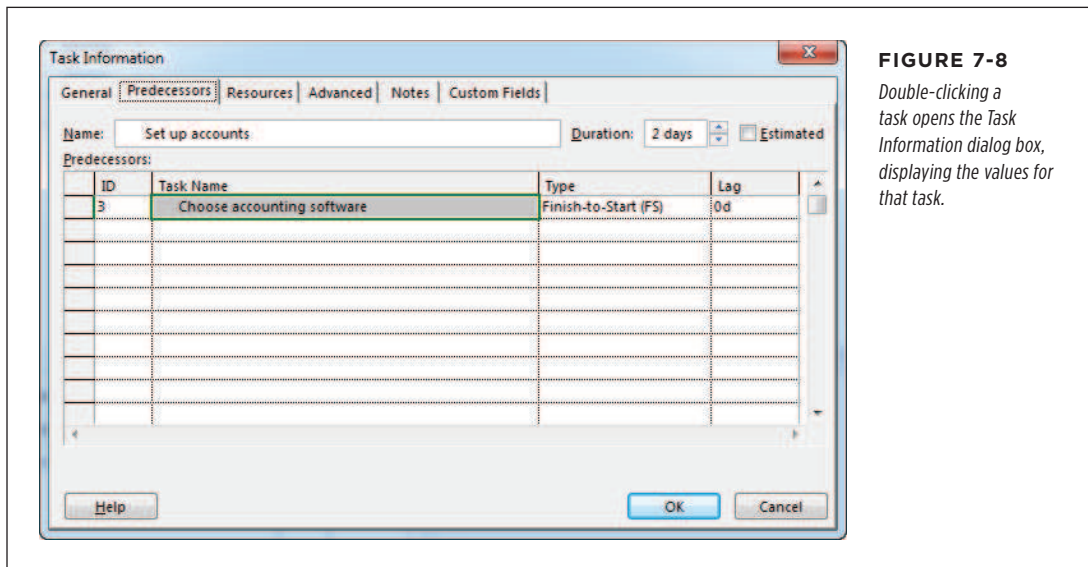 Task Information
General Predecessors Resources Advanced Notes Custom Fields
Name: Set up accounts Duration: 2 days Estimated
Predecessors:
ID Task Name Type Lag
3 Choose accounting software Finish-to-Start (FS) 0d
Help OK Cancel
FIGURE 7-8
Double-clicking a
task opens the Task
Information dialog box,
displaying the values for
that task.